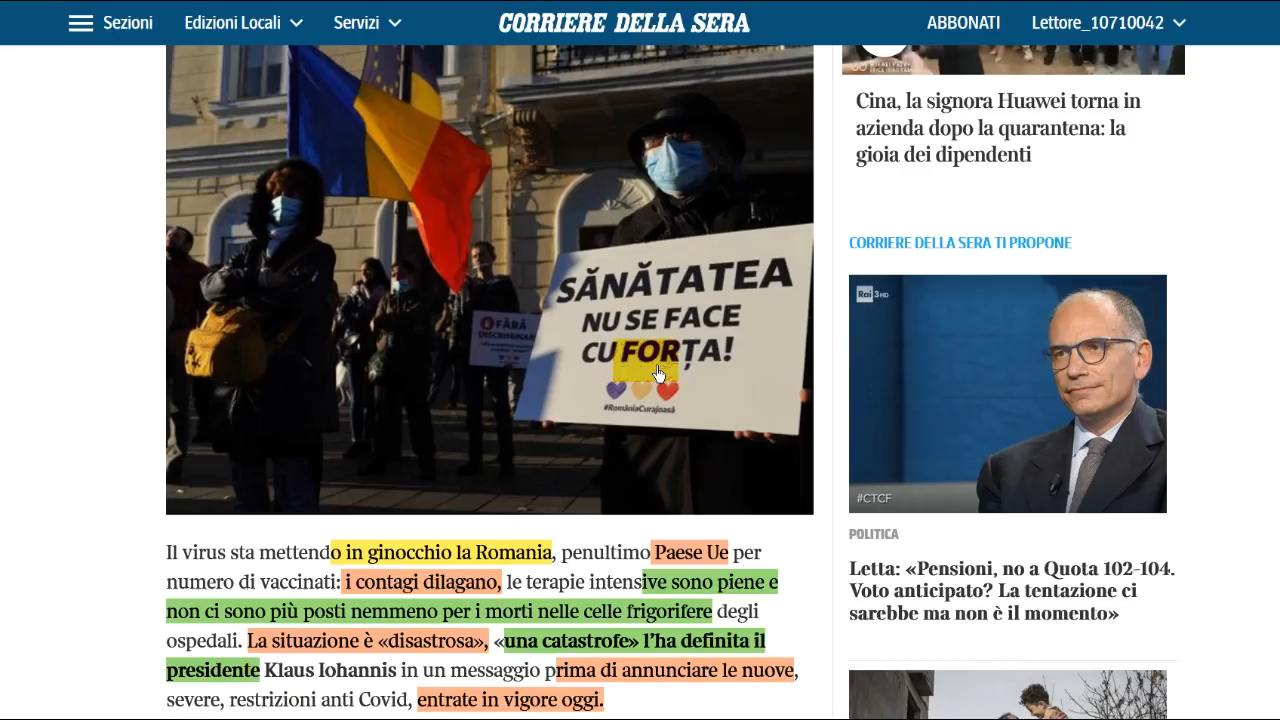 Sezioni
Edizioni Locali
Servizi
CORRIERE DELLA SERA
ABBONATI
Lettore_10710042
SĂNĂTATEA
NU SE FACE
CU FORȚA!
#RomâniaCurajoasă
FĂRĂ
Il virus sta mettendo in ginocchio la Romania, penultimo Paese Ue per
numero di vaccinati: i contagi dilagano, le terapie intensive sono piene e
non ci sono più posti nemmeno per i morti nelle celle frigorifere degli
ospedali. La situazione è «disastrosa», «una catastrofe» l'ha definita il
presidente Klaus Iohannis in un messaggio prima di annunciare le nuove,
severe, restrizioni anti Covid, entrate in vigore oggi.
Cina, la signora Huawei torna in
azienda dopo la quarantena: la
gioia dei dipendenti
CORRIERE DELLA SERA TI PROPONE
Rai 3HD
#CTCF
POLITICA
Letta: «Pensioni, no a Quota 102-104.
Voto anticipato? La tentazione ci
sarebbe ma non è il momento»